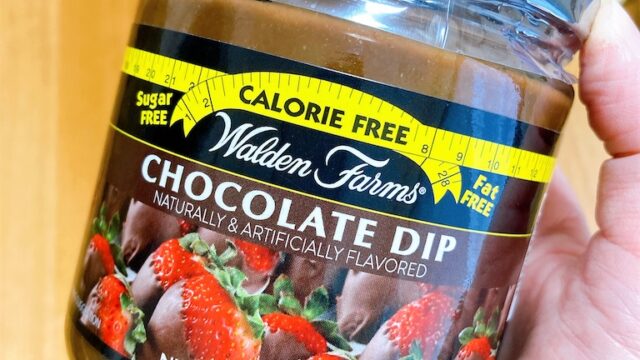 CALORIE FREE
Sugar
FREE
Walden Farms®
Fat
FREE
CHOCOLATE DIP
NATURALLY & ARTIFICIALLY FLAVORED